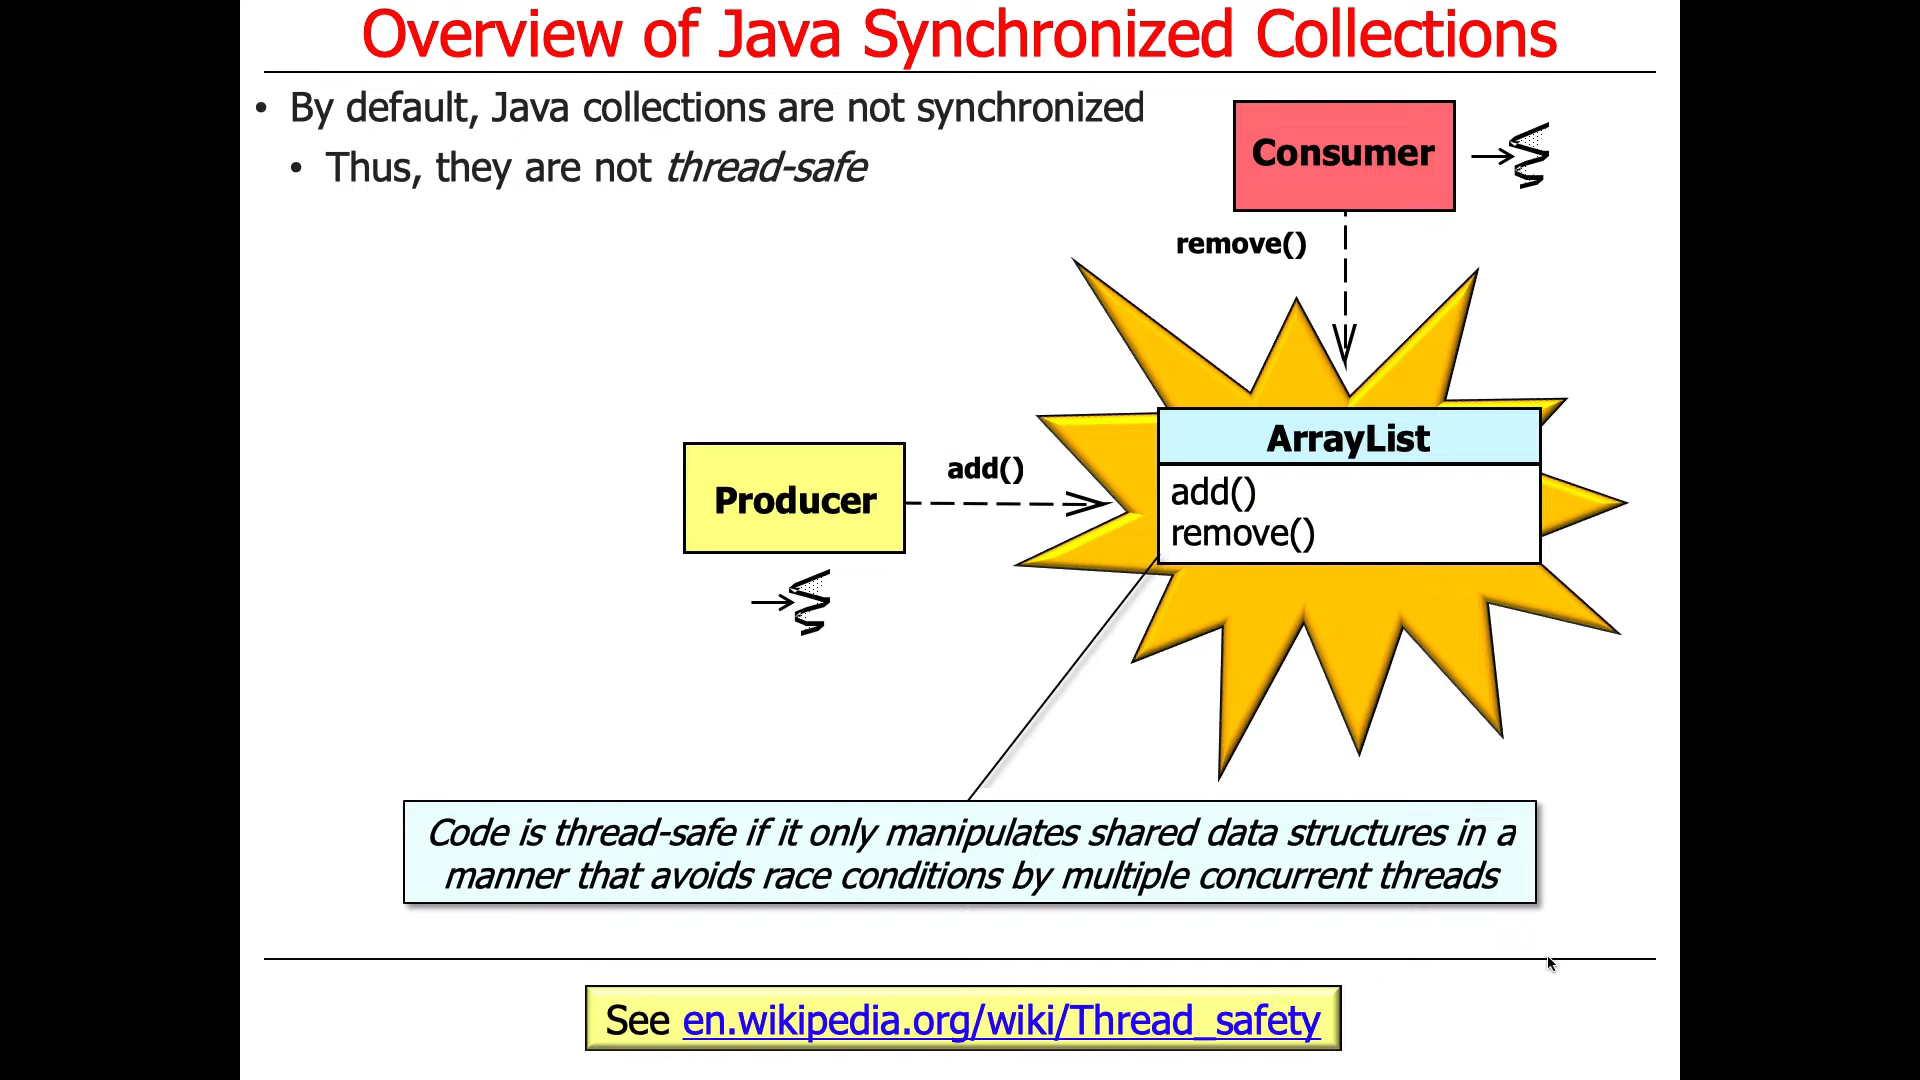 Overview of Java Synchronized Collections
• By default, Java collections are not synchronized
• Thus, they are not thread-safe
Consumer
remove()
ArrayList
add()
remove()
Producer
add()
Code is thread-safe if it only manipulates shared data structures in a
manner that avoids race conditions by multiple concurrent threads
See en.wikipedia.org/wiki/Thread_safety